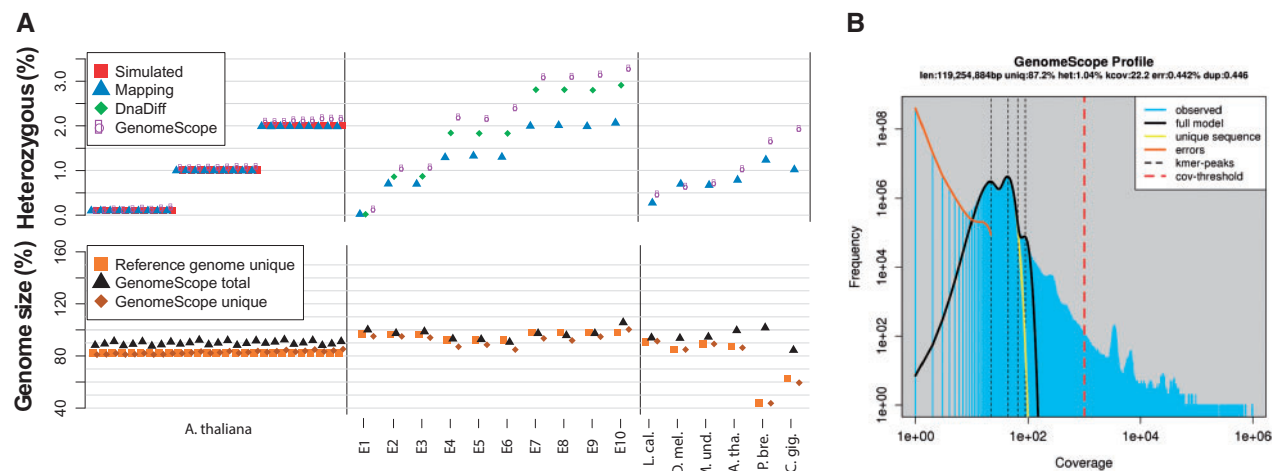 A
Heterozygous (%)
0.0
1.0
2.0
3.0
Simulated
Mapping
DnaDiff
GenomeScope
Genome size (%)
40
80
120
160
Reference genome unique
GenomeScope total
GenomeScope unique
A. thaliana
E1
E2
E3
E4
E5
E6
E7
E8
E9
E10
L. cal.
D. mel.
M. und.
A. tha.
P. bre.
C. gig.
B
GenomeScope Profile
len:119,254,884bp uniq:87.2% het:1.04% kcov:22.2 err:0.442% dup:0.446
Frequency
1e+00
1e+02
1e+04
1e+06
1e+08
observed
full model
unique sequence
errors
kmer-peaks
cov-threshold
1e+00
1e+02
1e+04
1e+06
Coverage